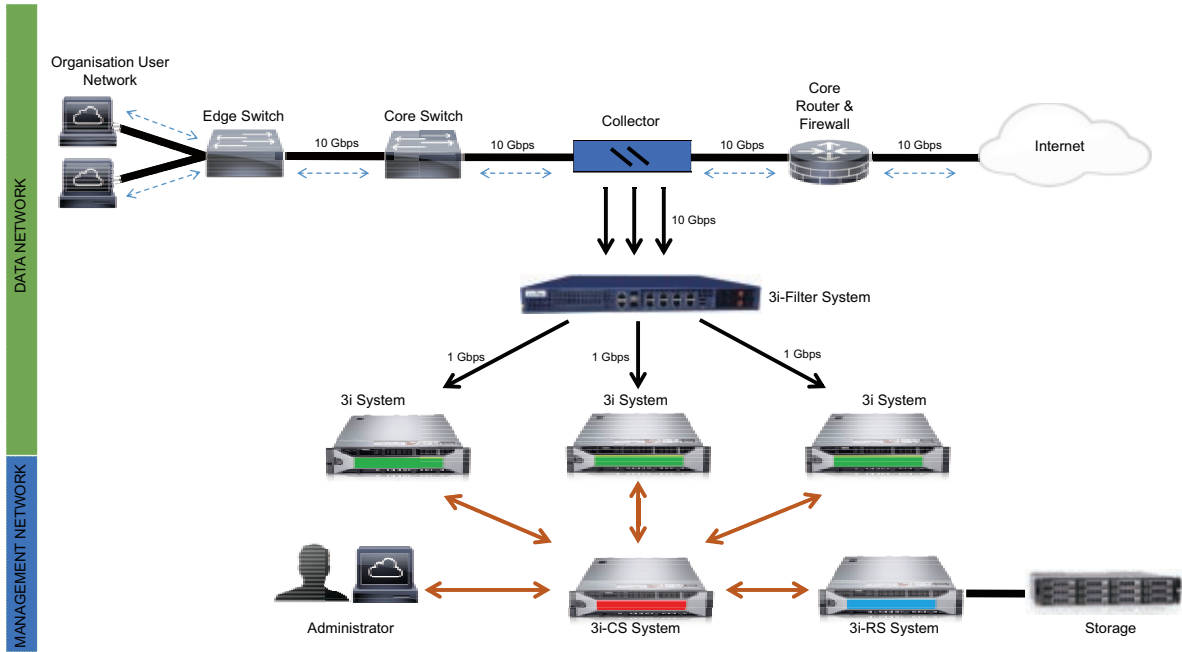 DATA NETWORK
MANAGEMENT NETWORK
Organisation User
Network
Edge Switch
Core Switch
Collector
Core
Router &
Firewall
Internet
10 Gbps
10 Gbps
10 Gbps
10 Gbps
10 Gbps
3i-Filter System
1 Gbps
1 Gbps
1 Gbps
3i System
3i System
3i System
Administrator
3i-CS System
3i-RS System
Storage